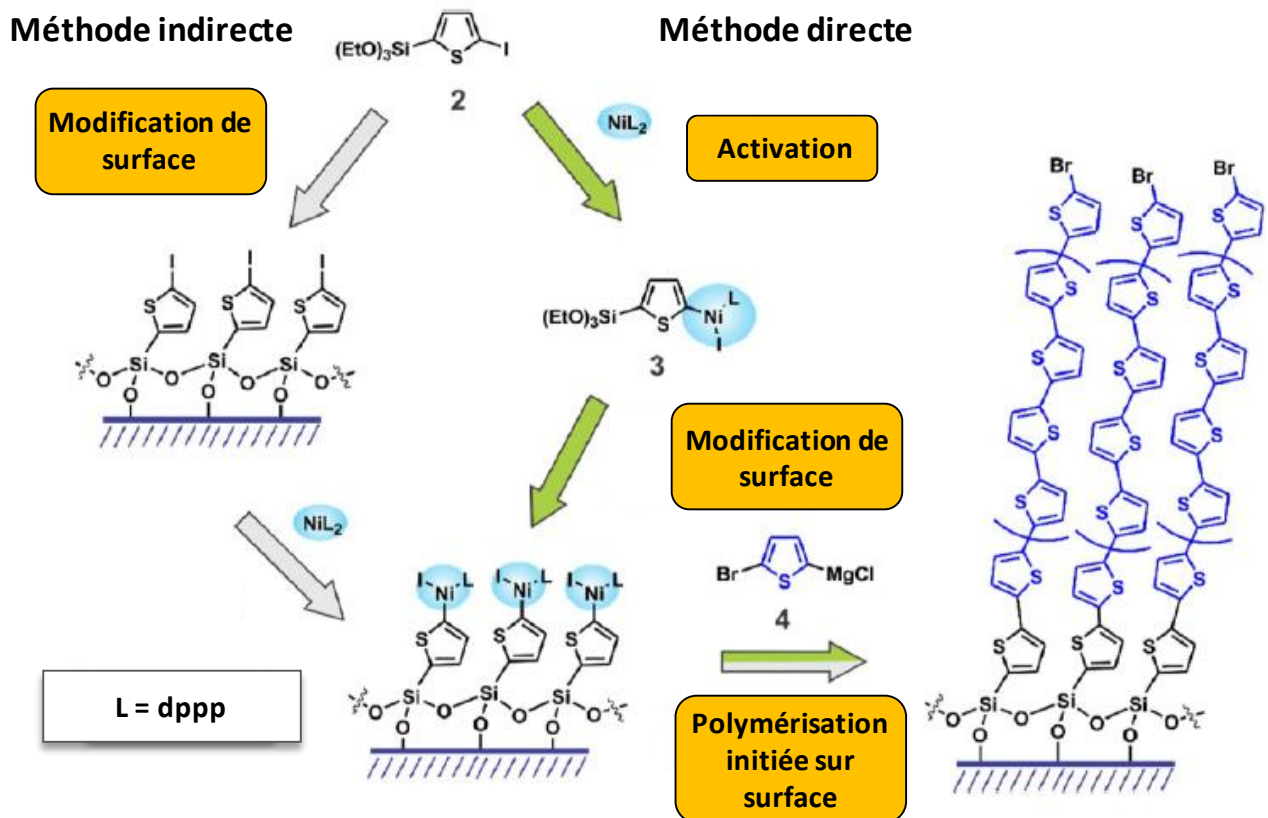 Méthode indirecte
Méthode directe
(EtO)3Si
S
I
2
Modification de
surface
NiL2
Activation
I I I
S S S
Si Si Si
O O O O
O O O
(EtO)3Si
S
Ni
L
I
3
Modification de
surface
NiL2
Br
S
MgCl
4
I L I L I L
Ni Ni Ni
S S S
Si Si Si
O O O O
O O O
L = dppp
Polymérisation
initiée sur
surface
Br Br Br
S S S
S S S
S S S
S S S
S S S
S S S
S S S
Si Si Si
O O O O
O O O